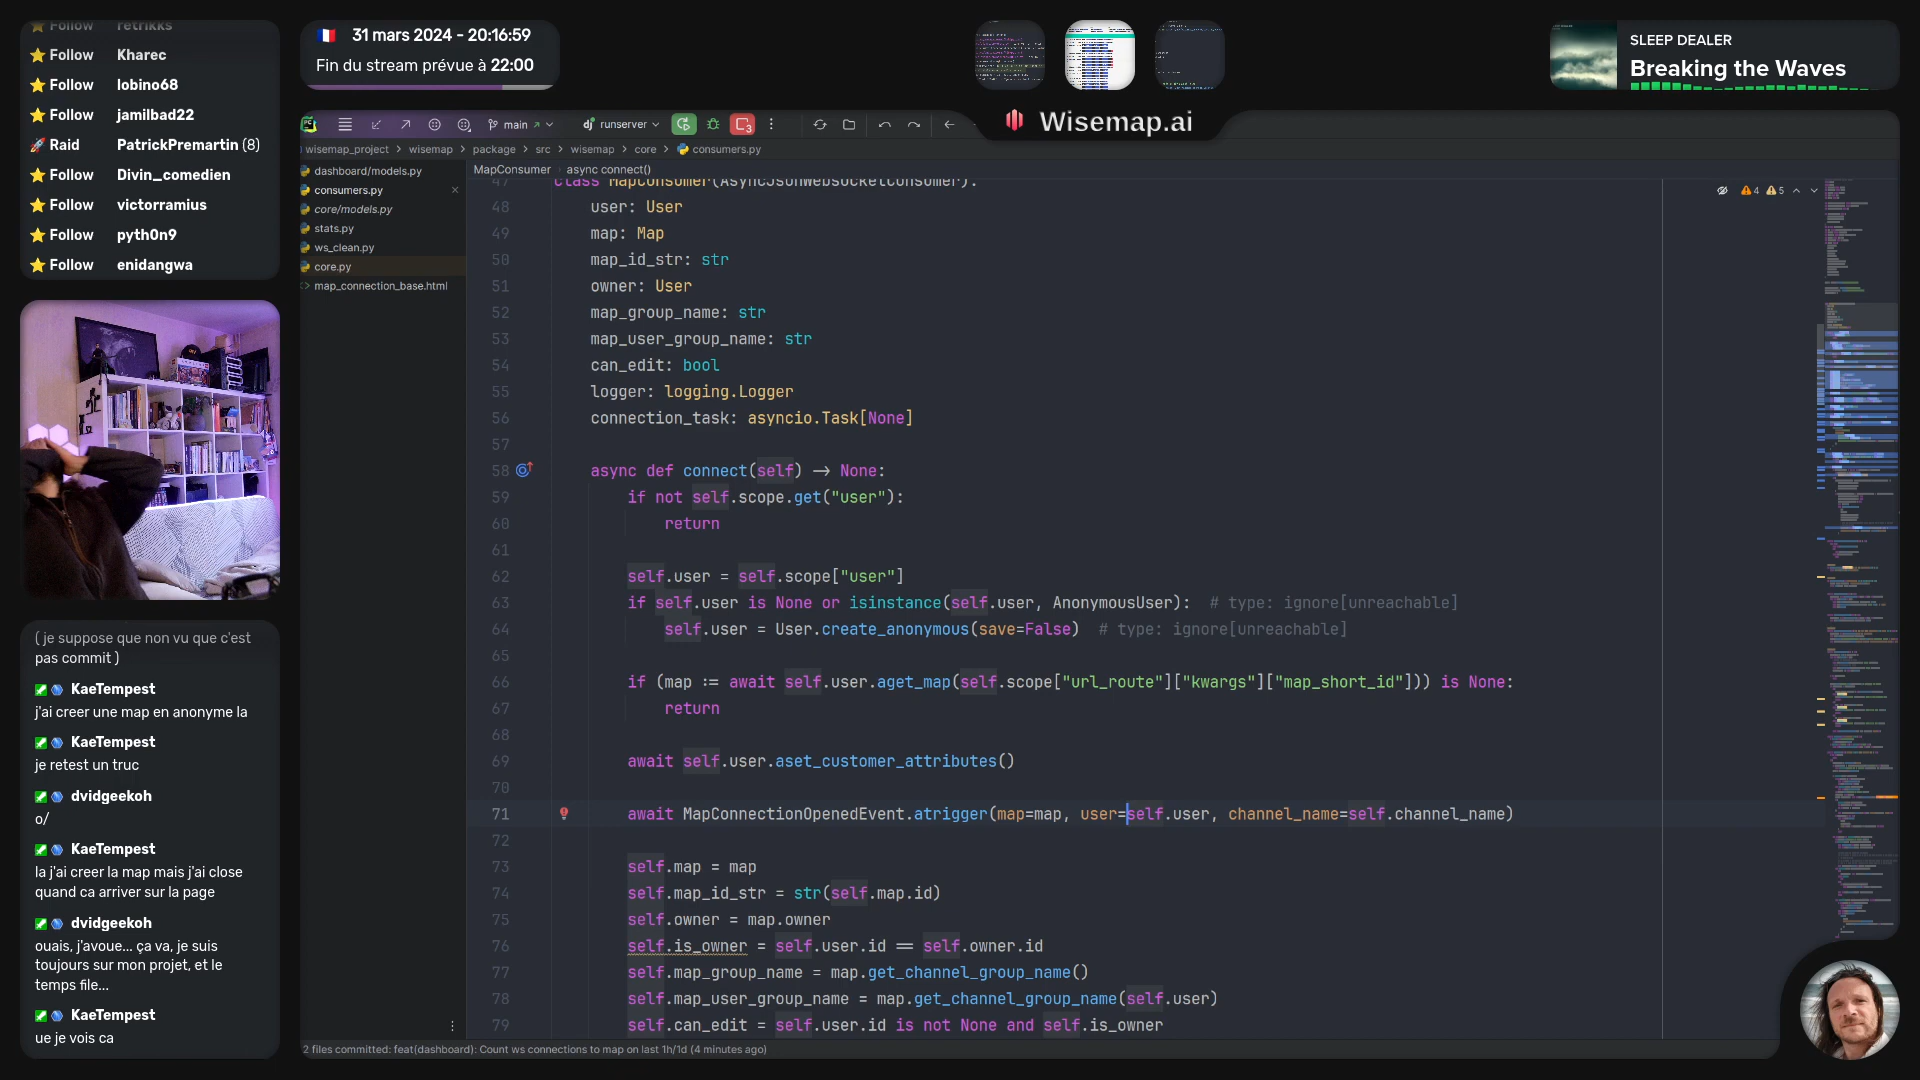 Follow retrikks
Follow Kharec
Follow lobino68
Follow jamilbad22
Raid PatrickPremartin (8)
Follow Divin_comedien
Follow victorramius
Follow pyth0n9
Follow enidangwa
31 mars 2024 - 20:16:59
Fin du stream prévue à 22:00
SLEEP DEALER
Breaking the Waves
Wisemap.ai
main
runserver
3
wisemap_project > wisemap > package > src > wisemap > core > consumers.py
dashboard/models.py
consumers.py
core/models.py
stats.py
ws_clean.py
core.py
map_connection_base.html
MapConsumer > async connect()
4 5
47 class MapConsumer(AsyncJsonWebsocketConsumer):
48 user: User
49 map: Map
50 map_id_str: str
51 owner: User
52 map_group_name: str
53 map_user_group_name: str
54 can_edit: bool
55 logger: logging.Logger
56 connection_task: asyncio.Task[None]
57
58 async def connect(self) -> None:
59 if not self.scope.get("user"):
60 return
61
62 self.user = self.scope["user"]
63 if self.user is None or isinstance(self.user, AnonymousUser):  # type: ignore[unreachable]
64 self.user = User.create_anonymous(save=False)  # type: ignore[unreachable]
65
66 if (map := await self.user.aget_map(self.scope["url_route"]["kwargs"]["map_short_id"])) is None:
67 return
68
69 await self.user.aset_customer_attributes()
70
71 await MapConnectionOpenedEvent.atrigger(map=map, user=self.user, channel_name=self.channel_name)
72
73 self.map = map
74 self.map_id_str = str(self.map.id)
75 self.owner = map.owner
76 self.is_owner = self.user.id == self.owner.id
77 self.map_group_name = map.get_channel_group_name()
78 self.map_user_group_name = map.get_channel_group_name(self.user)
79 self.can_edit = self.user.id is not None and self.is_owner
2 files committed: feat(dashboard): Count ws connections to map on last 1h/1d (4 minutes ago)
( je suppose que non vu que c'est
pas commit )
KaeTempest
j'ai creer une map en anonyme la
KaeTempest
je retest un truc
dvidgeekoh
o/
KaeTempest
la j'ai creer la map mais j'ai close
quand ca arriver sur la page
dvidgeekoh
ouais, j'avoue... ça va, je suis
toujours sur mon projet, et le
temps file...
KaeTempest
ue je vois ca